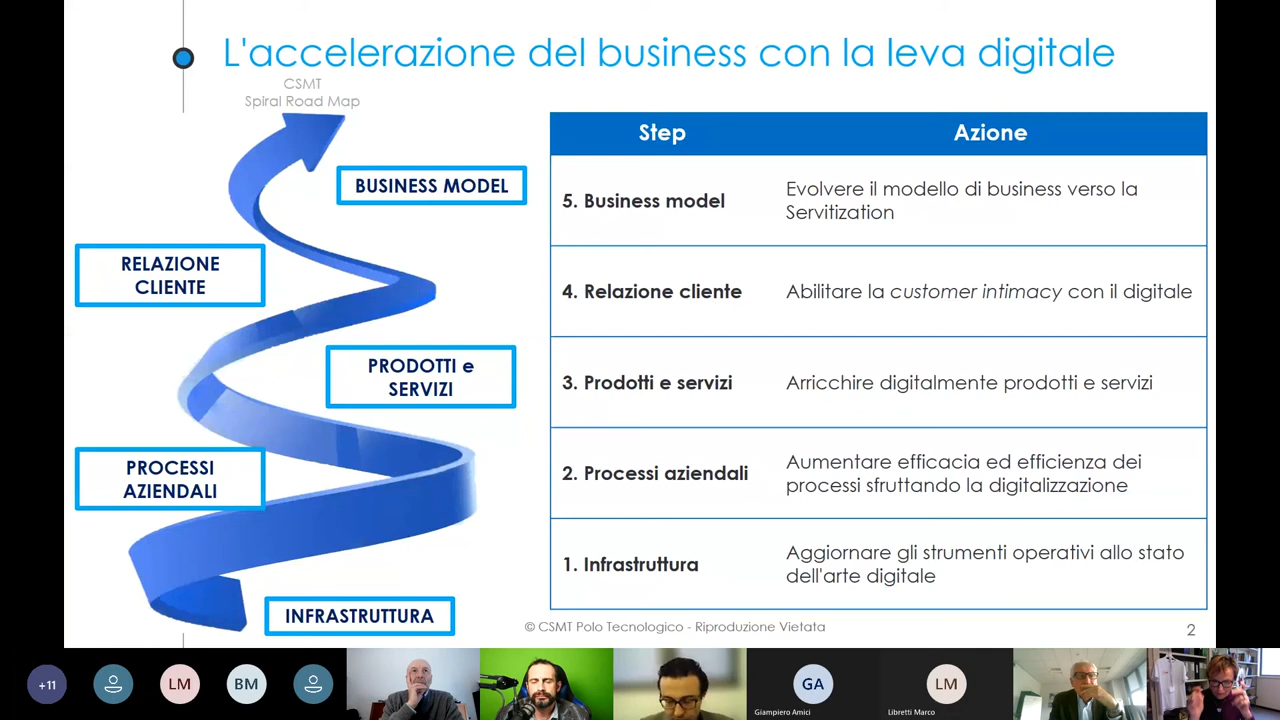 L'accelerazione del business con la leva digitale
CSMT
Spiral Road Map
BUSINESS MODEL
RELAZIONE
CLIENTE
PRODOTTI e
SERVIZI
PROCESSI
AZIENDALI
INFRASTRUTTURA
Step Azione
5. Business model Evolvere il modello di business verso la
Servitization
4. Relazione cliente Abilitare la customer intimacy con il digitale
3. Prodotti e servizi Arricchire digitalmente prodotti e servizi
2. Processi aziendali Aumentare efficacia ed efficienza dei
processi sfruttando la digitalizzazione
1. Infrastruttura Aggiornare gli strumenti operativi allo stato
dell'arte digitale
© CSMT Polo Tecnologico - Riproduzione Vietata
2
+11
LM
BM
GA
Giampiero Amici
LM
Libretti Marco